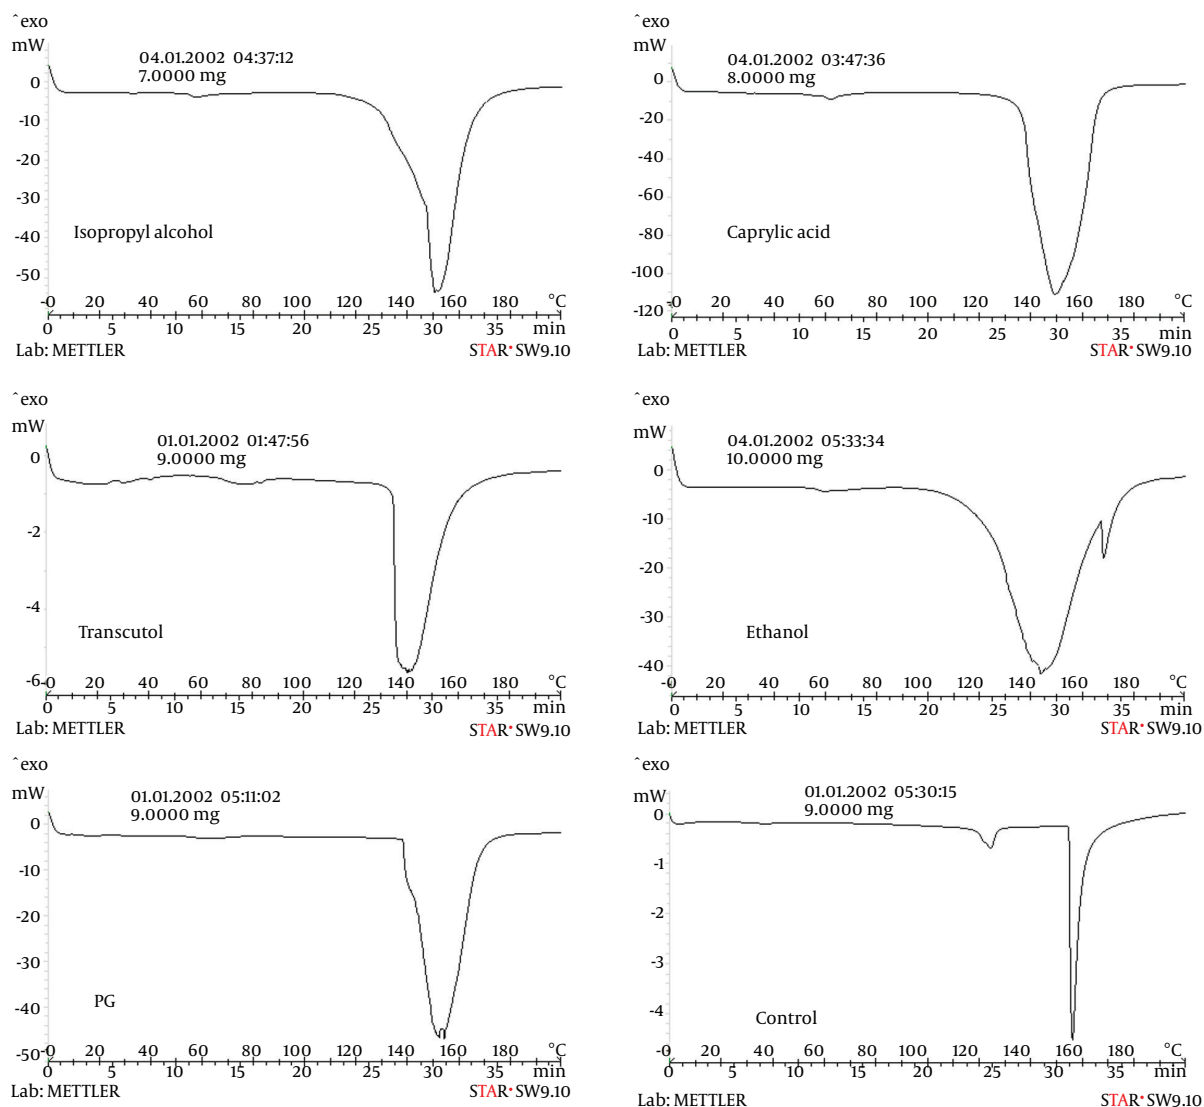 ˆexo
mW
04.01.2002 04:37:12
7.0000 mg
0
-10
-20
-30
-40
-50
Isopropyl alcohol
-0 20 40 60 80 100 120 140 160 180 °C
0 5 10 10 15 20 25 30 35 min
Lab: METTLER STAR• SW9.10
ˆexo
mW
04.01.2002 03:47:36
8.0000 mg
0
-20
-40
-60
-80
-100
-120
Caprylic acid
-0 20 40 60 80 100 120 140 160 180 °C
0 5 10 10 15 20 25 30 35 min
Lab: METTLER STAR• SW9.10
ˆexo
mW
01.01.2002 01:47:56
9.0000 mg
0
-2
-4
-6
Transcutol
-0 20 40 60 80 100 120 140 160 180 °C
0 5 10 10 15 20 25 30 35 min
Lab: METTLER STAR• SW9.10
ˆexo
mW
04.01.2002 05:33:34
10.0000 mg
0
-10
-20
-30
-40
Ethanol
-0 20 40 60 80 100 120 140 160 180 °C
0 5 10 10 15 20 25 30 35 min
Lab: METTLER STAR• SW9.10
ˆexo
mW
01.01.2002 05:11:02
9.0000 mg
0
-10
-20
-30
-40
-50
PG
-0 20 40 60 80 100 120 140 160 180 °C
0 5 10 10 15 20 25 30 35 min
Lab: METTLER STAR• SW9.10
ˆexo
mW
01.01.2002 05:30:15
9.0000 mg
0
-1
-2
-3
-4
Control
-0 20 40 60 80 100 120 140 160 180 °C
0 5 10 10 15 20 25 30 35 min
Lab: METTLER STAR• SW9.10